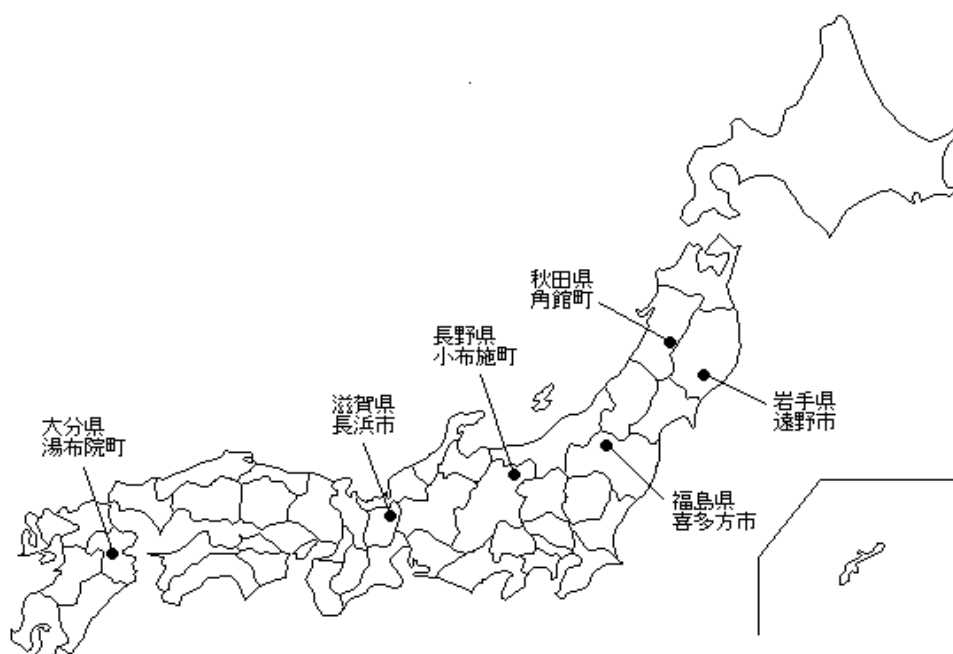 秋田県
角館町
長野県
小布施町
岩手県
遠野市
滋賀県
長浜市
大分県
湯布院町
福島県
喜多方市